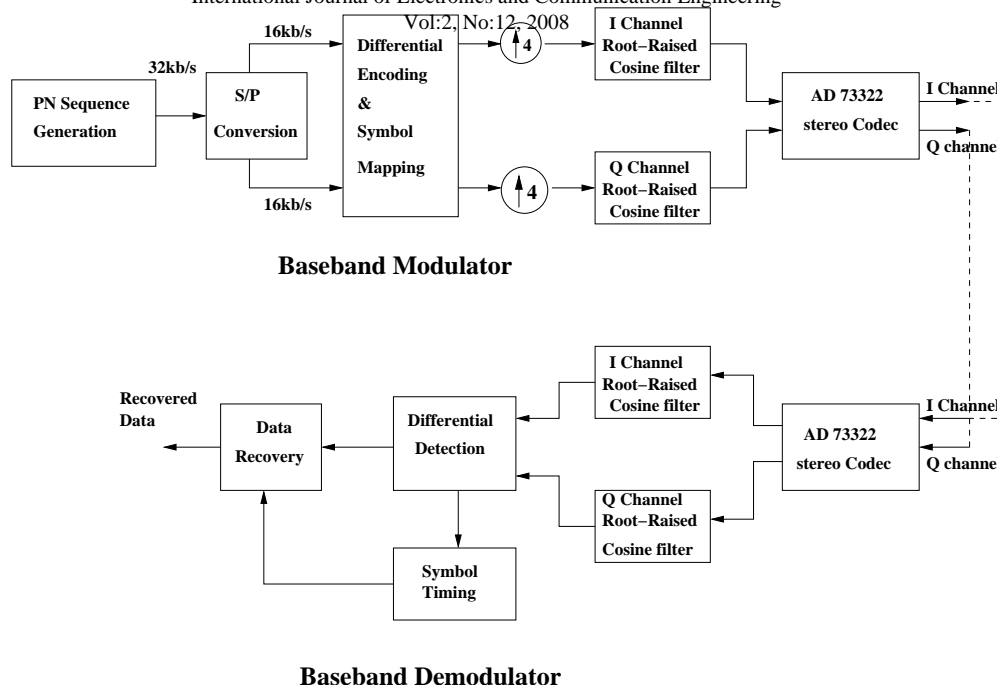 International Journal of Electronics and Communication Engineering
Vol:2, No:12, 2008
PN Sequence
Generation
32kb/s
S/P
Conversion
16kb/s
16kb/s
Differential
Encoding
&
Symbol
Mapping
4
4
I Channel
Root-Raised
Cosine filter
Q Channel
Root-Raised
Cosine filter
AD 73322
stereo Codec
I Channel
Q channel
Baseband Modulator
Recovered
Data
Data
Recovery
Differential
Detection
Symbol
Timing
I Channel
Root-Raised
Cosine filter
Q Channel
Root-Raised
Cosine filter
AD 73322
stereo Codec
I Channel
Q channel
Baseband Demodulator